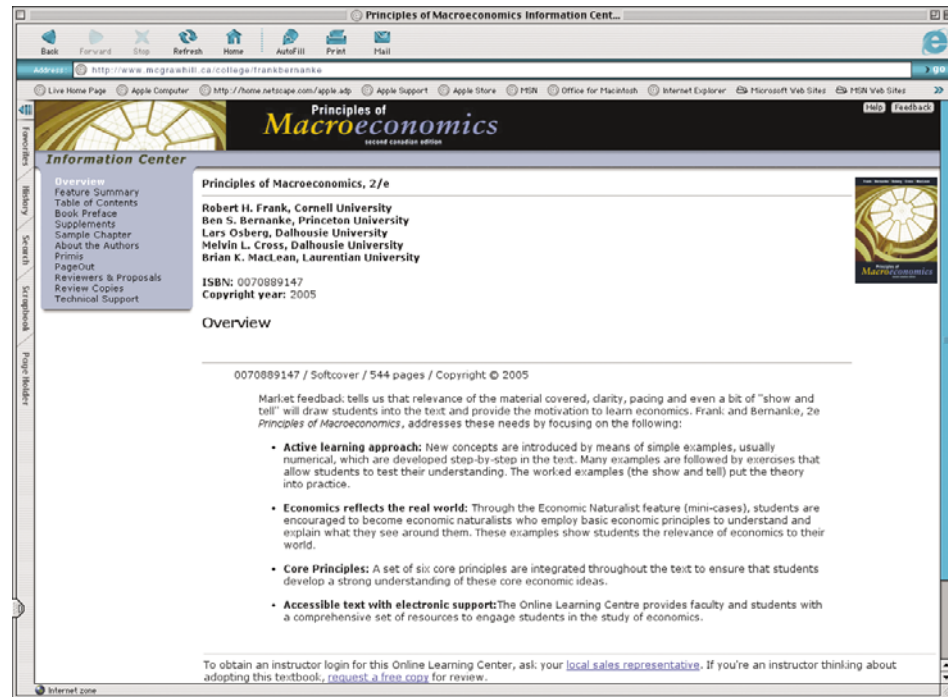 Principles of Macroeconomics Information Cent...
Back Forward Stop Refresh Home AutoFill Print Mail
Address http://www.mcgrawhill.ca/college/frankbernanke go
Live Home Page Apple Computer http://home.netscape.com/apple.adp Apple Support Apple Store MSN Office for Macintosh Internet Explorer Microsoft Web Sites MSN Web Sites
Favorites
History
Search
Scrapbook
Page Holder
Principles of
Macroeconomics
second canadian edition
Help Feedback
Information Center
Overview
Feature Summary
Table of Contents
Book Preface
Supplements
Sample Chapter
About the Authors
Primis
PageOut
Reviewers & Proposals
Review Copies
Technical Support
Principles of Macroeconomics, 2/e
Robert H. Frank, Cornell University
Ben S. Bernanke, Princeton University
Lars Osberg, Dalhousie University
Melvin L. Cross, Dalhousie University
Brian K. MacLean, Laurentian University
ISBN: 0070889147
Copyright year: 2005
Principles of
Macroeconomics
Overview
0070889147 / Softcover / 544 pages / Copyright © 2005
Market feedback tells us that relevance of the material covered, clarity, pacing and even a bit of "show and
tell" will draw students into the text and provide the motivation to learn economics. Frank and Bernanke, 2e
Principles of Macroeconomics, addresses these needs by focusing on the following:
• Active learning approach: New concepts are introduced by means of simple examples, usually
numerical, which are developed step-by-step in the text. Many examples are followed by exercises that
allow students to test their understanding. The worked examples (the show and tell) put the theory
into practice.
• Economics reflects the real world: Through the Economic Naturalist feature (mini-cases), students are
encouraged to become economic naturalists who employ basic economic principles to understand and
explain what they see around them. These examples show students the relevance of economics to their
world.
• Core Principles: A set of six core principles are integrated throughout the text to ensure that students
develop a strong understanding of these core economic ideas.
• Accessible text with electronic support:The Online Learning Centre provides faculty and students with
a comprehensive set of resources to engage students in the study of economics.
To obtain an instructor login for this Online Learning Center, ask your local sales representative. If you're an instructor thinking about
adopting this textbook, request a free copy for review.
Internet zone